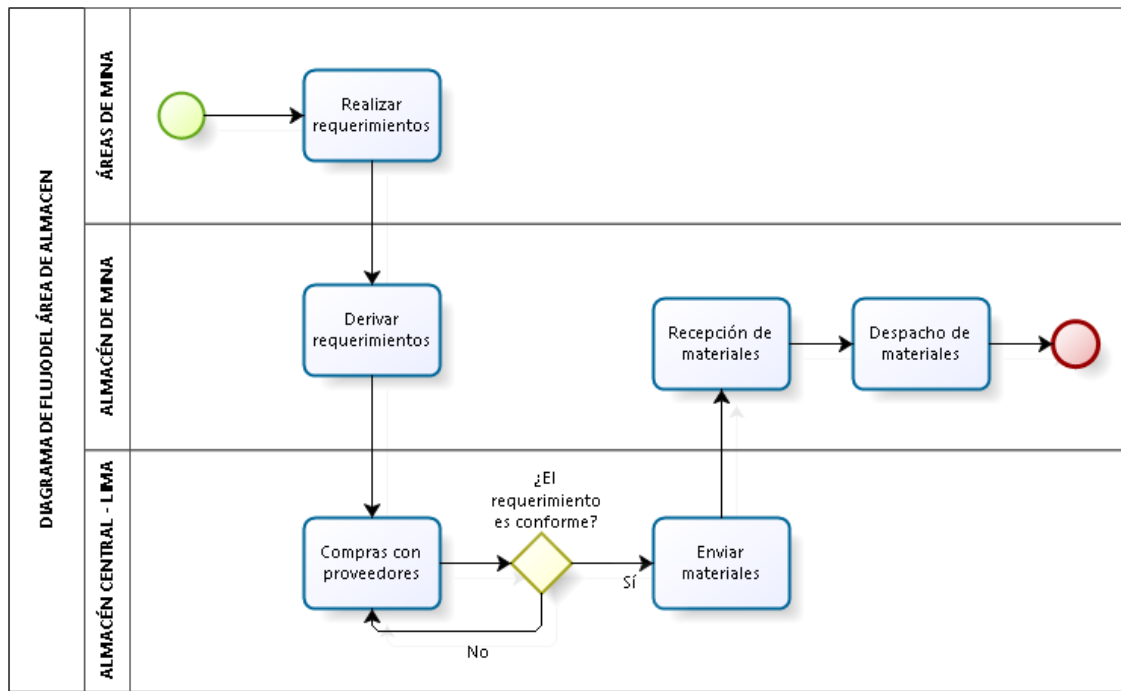 DIAGRAMA DE FLUJO DEL ÁREA DE ALMACEN
ÁREAS DE MINA
Realizar
requerimientos
ALMACÉN DE MINA
Derivar
requerimientos
Recepción de
materiales
Despacho de
materiales
ALMACÉN CENTRAL - LIMA
Compras con
proveedores
¿El
requerimiento
es conforme?
Sí
No
Enviar
materiales